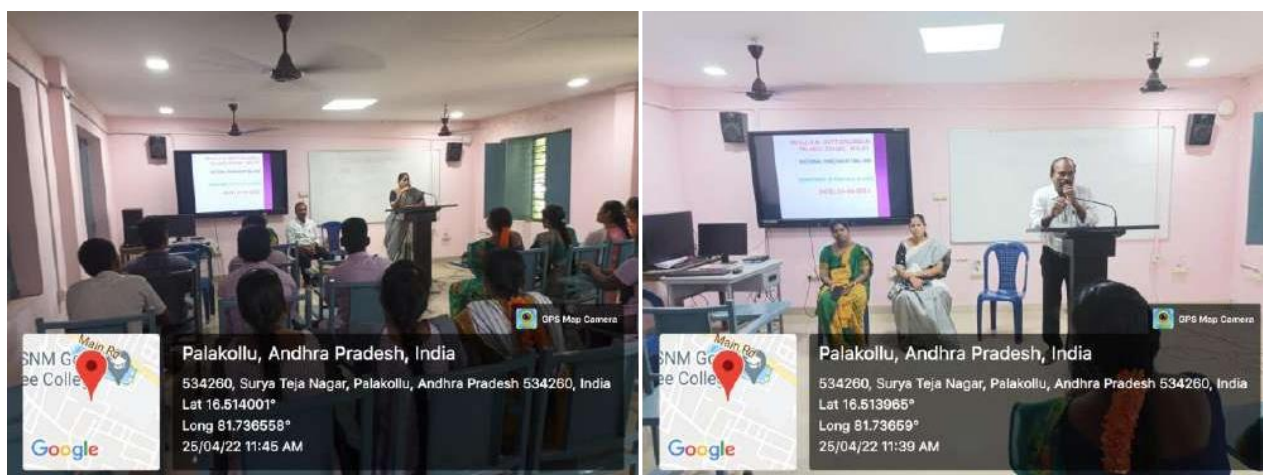 GPS Map Camera
Main Rd
SNM G
ee Colle
Google
Palakollu, Andhra Pradesh, India
534260, Surya Teja Nagar, Palakollu, Andhra Pradesh 534260, India
Lat 16.514001°
Long 81.736558°
25/04/22 11:45 AM
GPS Map Camera
Main Ro
SNM G
ee Colle
Google
Palakollu, Andhra Pradesh, India
534260, Surya Teja Nagar, Palakollu, Andhra Pradesh 534260, India
Lat 16.513965°
Long 81.73659°
25/04/22 11:39 AM